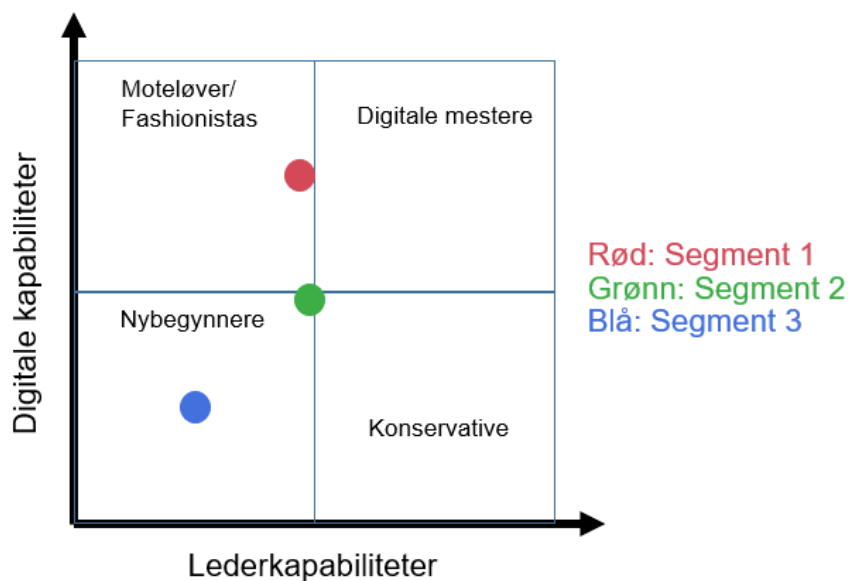 Moteløver/
Fashionistas
Digitale mestere
Nybegynnere
Konservative
Digitale kapabiliteter
Lederkapabiliteter
Rød: Segment 1
Grønn: Segment 2
Blå: Segment 3